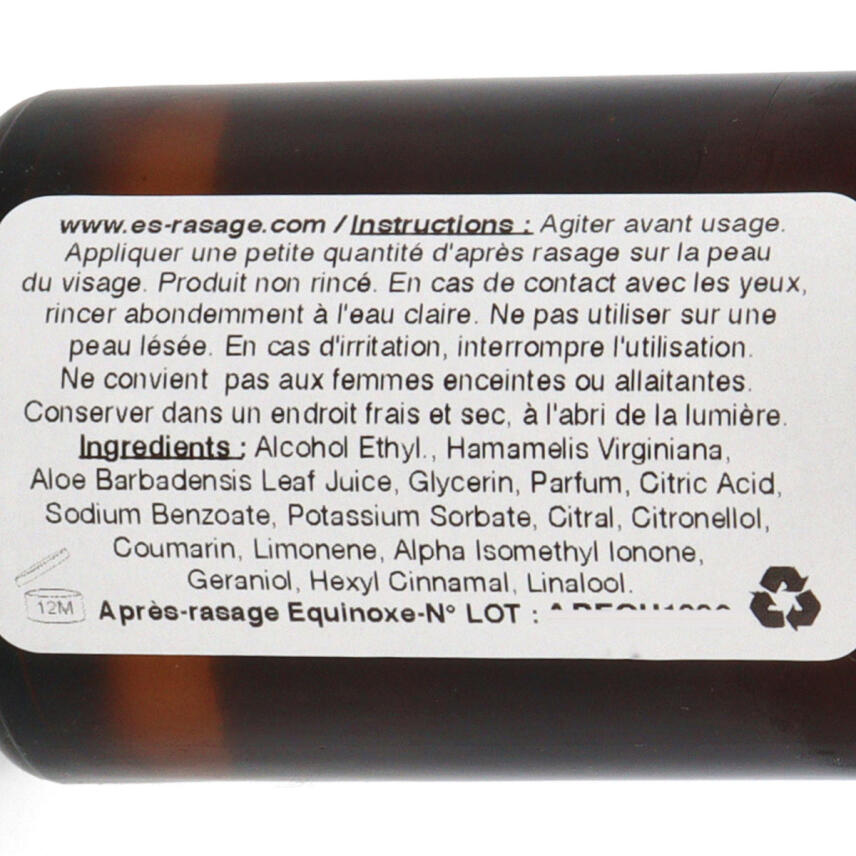 www.es-rasage.com / Instructions : Agiter avant usage.
Appliquer une petite quantité d'après rasage sur la peau
du visage. Produit non rincé. En cas de contact avec les yeux,
rincer abondemment à l'eau claire. Ne pas utiliser sur une
peau lésée. En cas d'irritation, interrompre l'utilisation.
Ne convient pas aux femmes enceintes ou allaitantes.
Conserver dans un endroit frais et sec, à l'abri de la lumière.
Ingredients : Alcohol Ethyl., Hamamelis Virginiana,
Aloe Barbadensis Leaf Juice, Glycerin, Parfum, Citric Acid,
Sodium Benzoate, Potassium Sorbate, Citral, Citronellol,
Coumarin, Limonene, Alpha Isomethyl Ionone,
Geraniol, Hexyl Cinnamal, Linalool.
12M
Après-rasage Equinoxe-N° LOT :